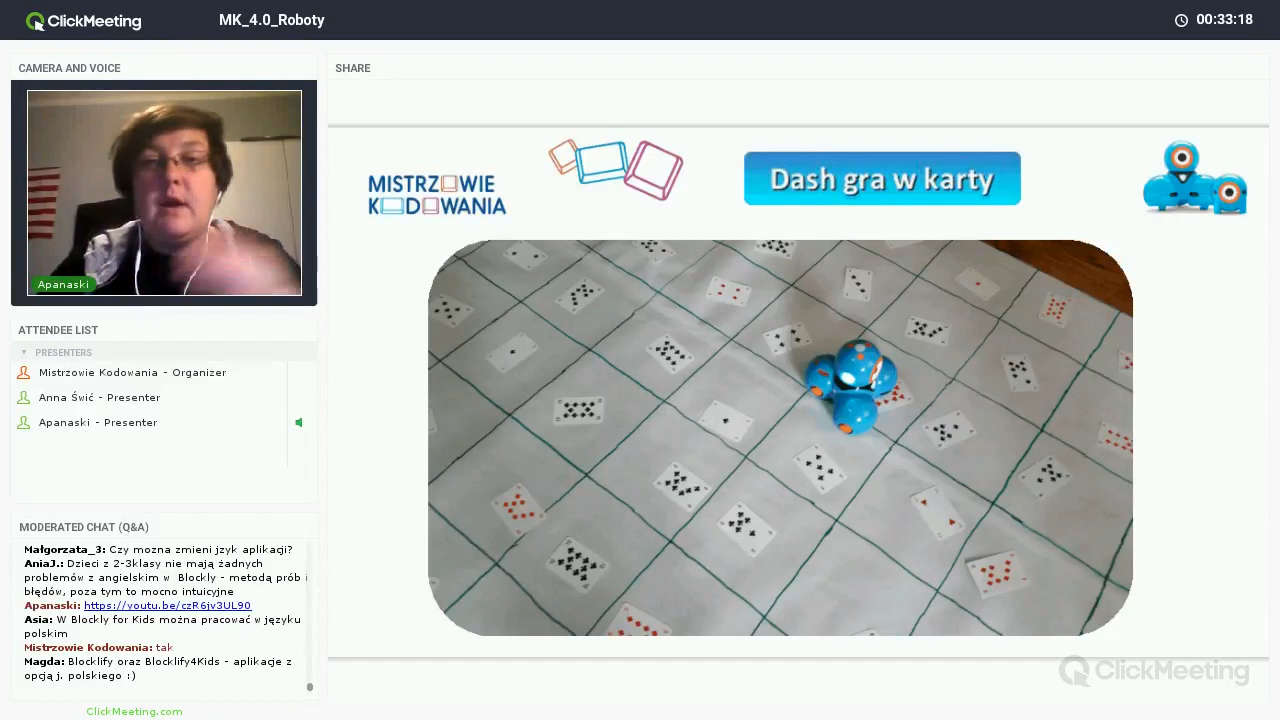 ClickMeeting
MK_4.0_Roboty
00:33:18
CAMERA AND VOICE
Apanaski
ATTENDEE LIST
PRESENTERS
Mistrzowie Kodowania - Organizer
Anna Świć - Presenter
Apanaski - Presenter
MODERATED CHAT (Q&A)
Małgorzata_3: Czy mozna zmieni jzyk aplikacji?
AniaJ.: Dzieci z 2-3klasy nie mają żadnych
problemów z angielskim w Blockly - metodą prób i
błędów, poza tym to mocno intuicyjne
Apanaski: https://youtu.be/czR6jv3UL90
Asia: W Blockly for Kids można pracować w języku
polskim
Mistrzowie Kodowania: tak
Magda: Blocklify oraz Blocklify4Kids - aplikacje z
opcją j. polskiego :)
ClickMeeting.com
SHARE
MISTRZOWIE
KODOWANIA
Dash gra w karty
ClickMeeting